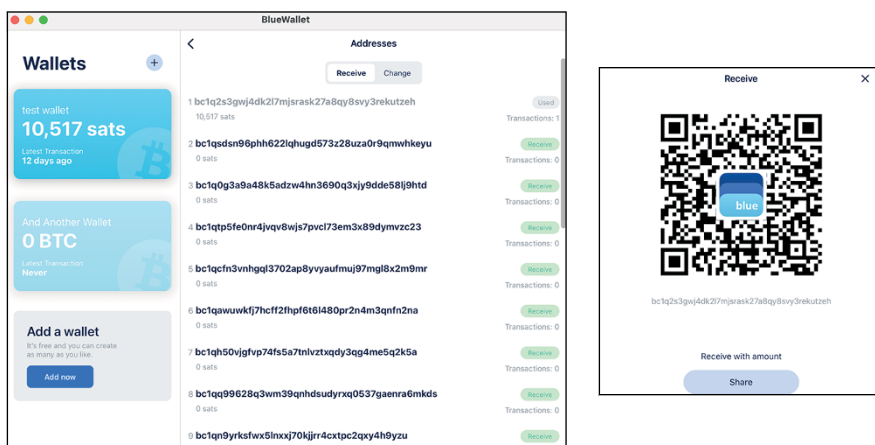 BlueWallet
Wallets
+
test wallet
10,517 sats
Latest Transaction
12 days ago
And Another Wallet
0 BTC
Latest Transaction
Never
Add a wallet
It's free and you can create
as many as you like.
Add now
Addresses
Receive Change
1 bc1q2s3gwj4dk2l7mjsrask27a8qy8svy3rekutzeh Used
10,517 sats Transactions: 1
2 bc1qsdsn96phh622lqhugd573z28uza0r9qmwhkeyu Receive
0 sats Transactions: 0
3 bc1q0g3a9a48k5adzw4hn3690q3xjy9dde58lj9htd Receive
0 sats Transactions: 0
4 bc1qtp5fe0nr4jvqv8wjs7pvcl73em3x89dymvzc23 Receive
0 sats Transactions: 0
5 bc1qcfn3vnhgql3702ap8yvyaufmuj97mgl8x2m9mr Receive
0 sats Transactions: 0
6 bc1qawuwkfj7hcff2fhpf6t6l480pr2n4m3qnfn2na Receive
0 sats Transactions: 0
7 bc1qh50vjgfvp74fs5a7tnlvztxqdy3qg4me5q2k5a Receive
0 sats Transactions: 0
8 bc1qq99628q3wm39qnhdsudyrxq0537gaenra6mkds Receive
0 sats Transactions: 0
9 bc1qn9yrksfwx5lnxxj70kjjrr4cxtpc2qxy4h9yzu Receive
Receive
blue
bc1q2s3gwj4dk2l7mjsrask27a8qy8svy3rekutzeh
Receive with amount
Share